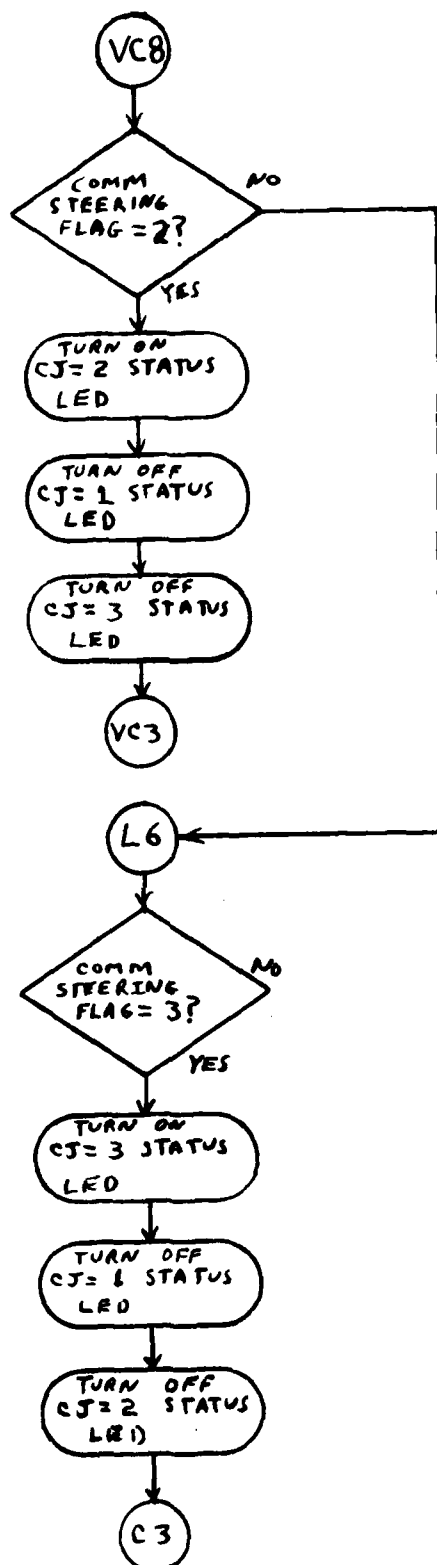 VC8
COMM
STEERING
FLAG = 2?
NO
YES
TURN ON
CJ = 2 STATUS
LED
TURN OFF
CJ = 1 STATUS
LED
TURN OFF
CJ = 3 STATUS
LED
VC3
L6
COMM
STEERING
FLAG = 3?
NO
YES
TURN ON
CJ = 3 STATUS
LED
TURN OFF
CJ = 1 STATUS
LED
TURN OFF
CJ = 2 STATUS
LED
C3